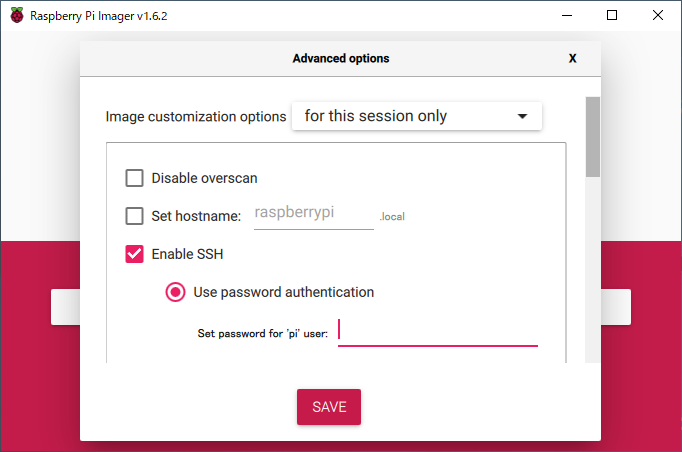 Raspberry Pi Imager v1.6.2
Advanced options
X
Image customization options for this session only
Disable overscan
Set hostname: raspberrypi .local
Enable SSH
Use password authentication
Set password for 'pi' user:
SAVE